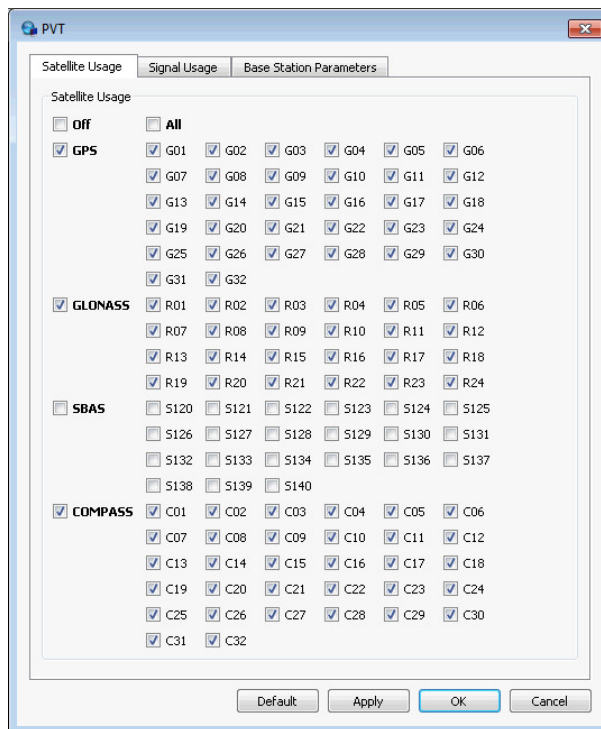 PVT
Satellite Usage Signal Usage Base Station Parameters
Satellite Usage
Off All
GPS G01 G02 G03 G04 G05 G06
G07 G08 G09 G10 G11 G12
G13 G14 G15 G16 G17 G18
G19 G20 G21 G22 G23 G24
G25 G26 G27 G28 G29 G30
G31 G32
GLONASS R01 R02 R03 R04 R05 R06
R07 R08 R09 R10 R11 R12
R13 R14 R15 R16 R17 R18
R19 R20 R21 R22 R23 R24
SBAS S120 S121 S122 S123 S124 S125
S126 S127 S128 S129 S130 S131
S132 S133 S134 S135 S136 S137
S138 S139 S140
COMPASS C01 C02 C03 C04 C05 C06
C07 C08 C09 C10 C11 C12
C13 C14 C15 C16 C17 C18
C19 C20 C21 C22 C23 C24
C25 C26 C27 C28 C29 C30
C31 C32
Default Apply OK Cancel